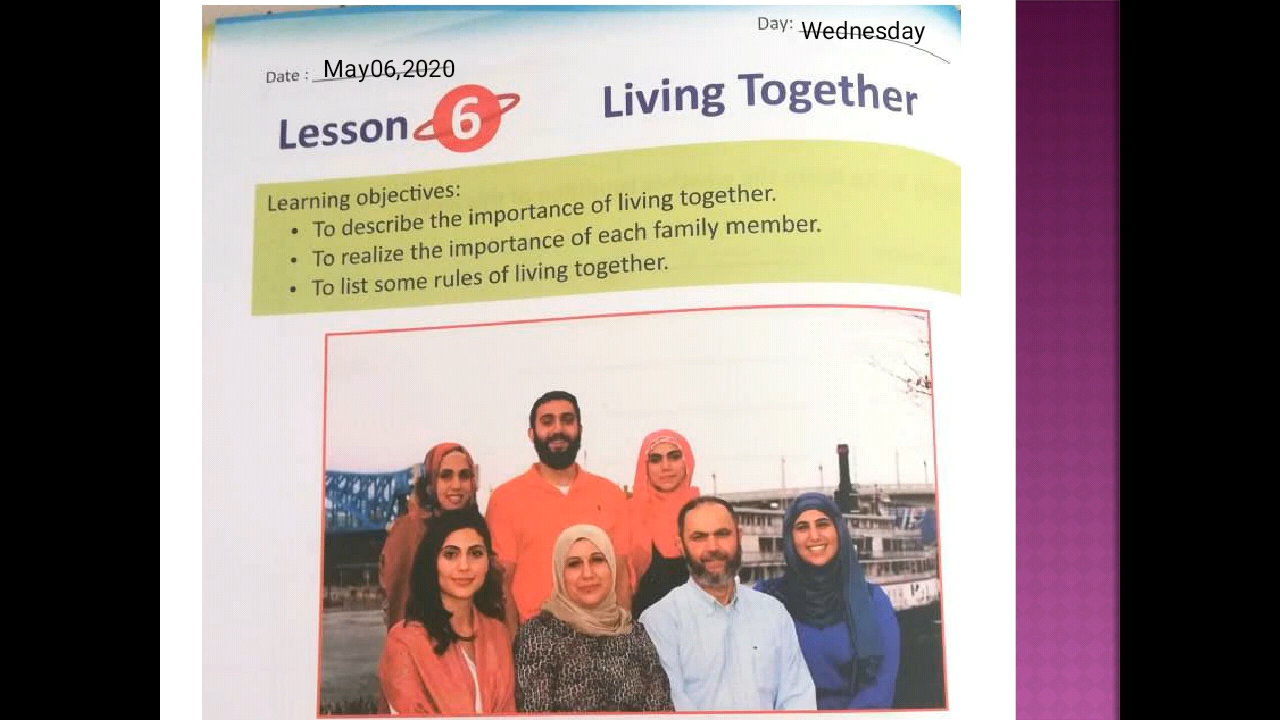 Day: Wednesday
Date : May06,2020
Lesson 6 Living Together
Learning objectives:
• To describe the importance of living together.
• To realize the importance of each family member.
• To list some rules of living together.